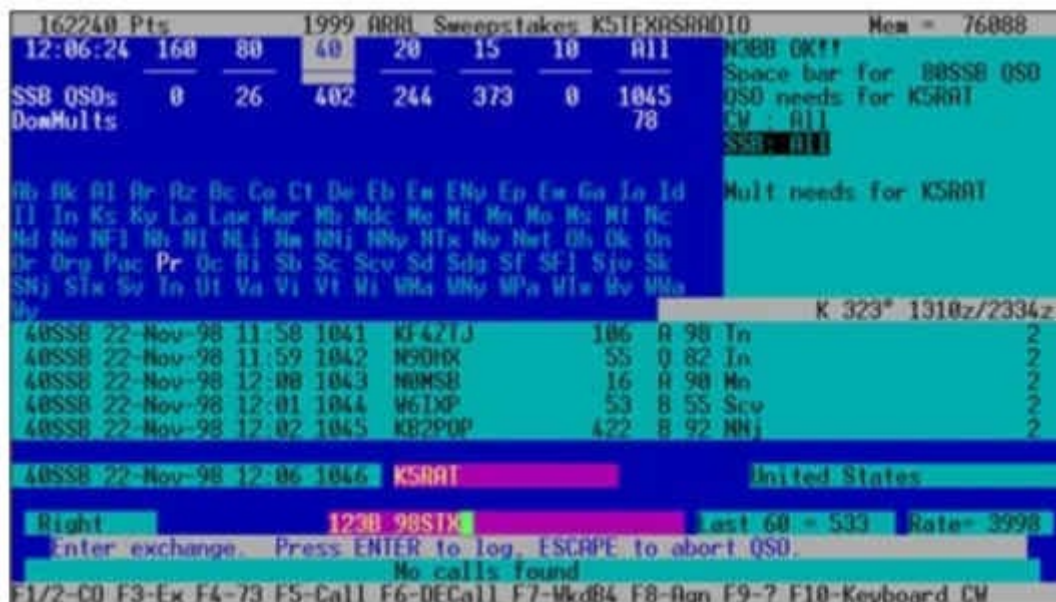 162240 Pts 1999 ARRL Sweepstakes K5TEXASRADIO Mem = 76088
12:06:24 160 80 40 20 15 10 All N3BB OK!!
Space bar for 80SSB QSO
SSB QSOs 0 26 402 244 373 0 1045 QSO needs for K5RAT
DomMults 78 CW : All
SSB: All
Ab Ak Al Ar Az Bc Co Ct De Eb Em ENy Ep Ew Ga Ia Id Mult needs for K5RAT
Il In Ks Ky La Lax Mar Mb Mdc Me Mi Mn Mo Ms Mt Nc
Nd Ne NFl Nh Nl NLi Nm NNj NNy NTx Nv Nwt Oh Ok On
Or Org Pac Pr Qc Ri Sb Sc Scv Sd Sdg Sf SFl Sjv Sk
SNj STx Sv Tn Ut Va Vi Vt Wi WMa WNy WPa WTx Wv WWa
Wy K 323° 1310z/2334z
40SSB 22-Nov-98 11:58 1041 KF4ZTJ 106 A 98 Tn 2
40SSB 22-Nov-98 11:59 1042 N9DHX 55 Q 82 In 2
40SSB 22-Nov-98 12:00 1043 N0MSB 16 A 90 Mn 2
40SSB 22-Nov-98 12:01 1044 W6IXP 53 B 55 Scv 2
40SSB 22-Nov-98 12:02 1045 KB2POP 422 B 92 NNj 2
40SSB 22-Nov-98 12:06 1046 K5RAT United States
Right 123B 98STX Last 60 = 533 Rate= 3998
Enter exchange. Press ENTER to log, ESCAPE to abort QSO.
No calls found
F1/2-CQ F3-Ex F4-73 F5-Call F6-DECall F7-WkdB4 F8-Agn F9-? F10-Keyboard CW